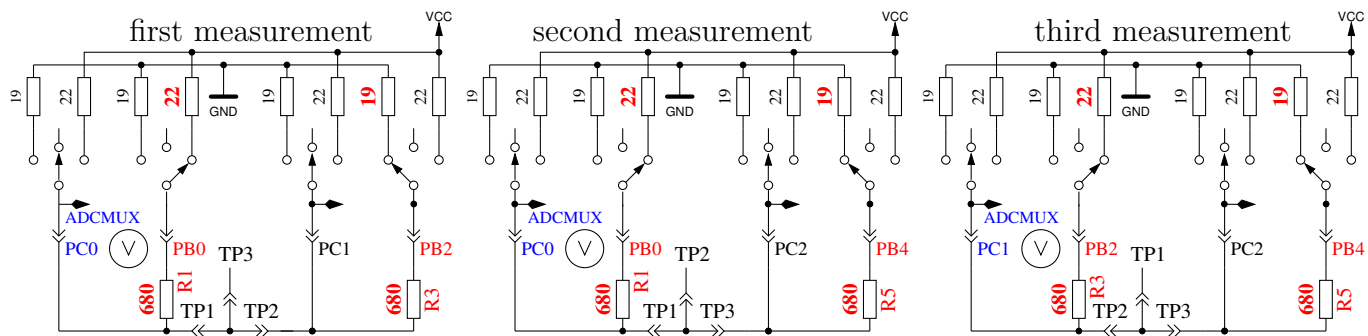 first measurement
VCC
19
22
19
22
GND
19
22
19
22
ADCMUX
PC0
V
PB0
TP3
PC1
PB2
680
R1
TP1
TP2
680
R3
second measurement
VCC
19
22
19
22
GND
19
22
19
22
ADCMUX
PC0
V
PB0
TP2
PC2
PB4
680
R1
TP1
TP3
680
R5
third measurement
VCC
19
22
19
22
GND
19
22
19
22
ADCMUX
PC1
V
PB2
TP1
PC2
PB4
680
R3
TP2
TP3
680
R5